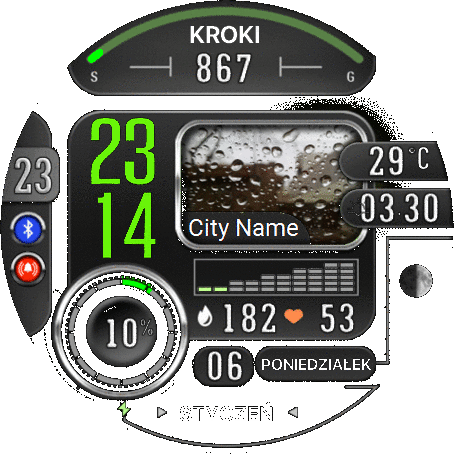 KROKI
S 867 G
23
14
23
29°C
03:30
City Name
182 53
10%
06 PONIEDZIAŁEK
STYCZEŃ